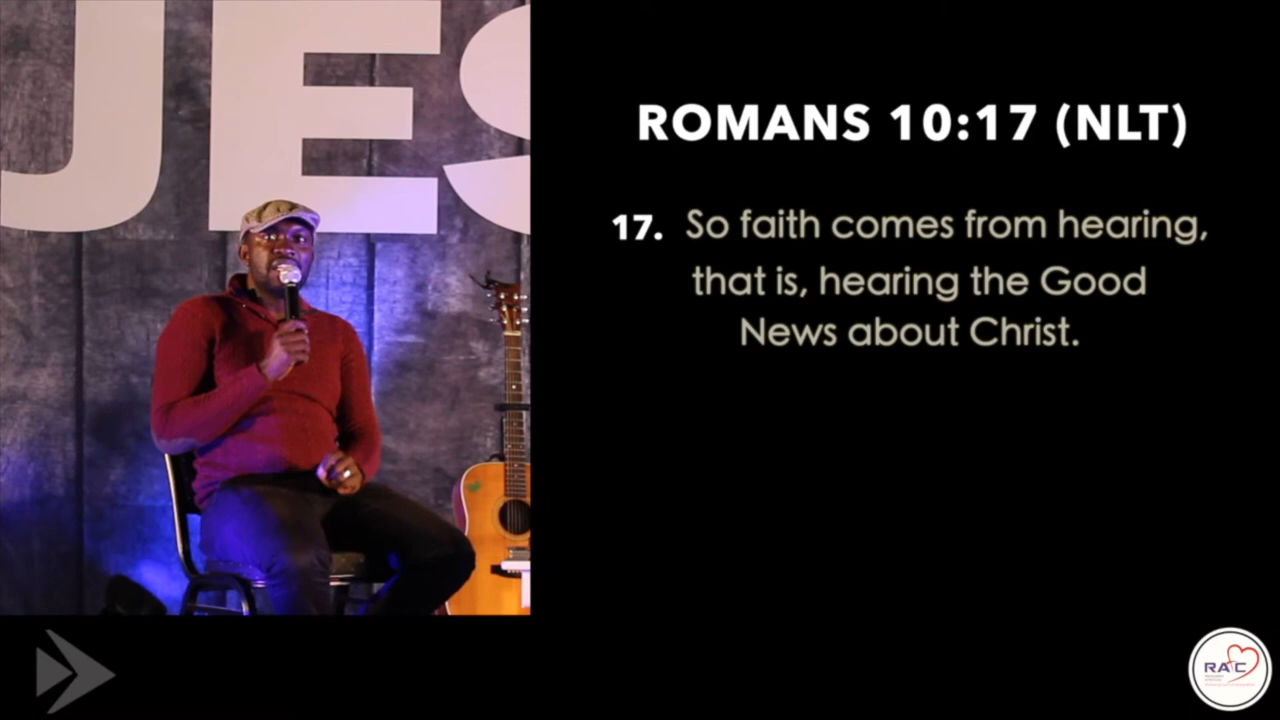 JES
ROMANS 10:17 (NLT)
17. So faith comes from hearing,
that is, hearing the Good
News about Christ.
RATC